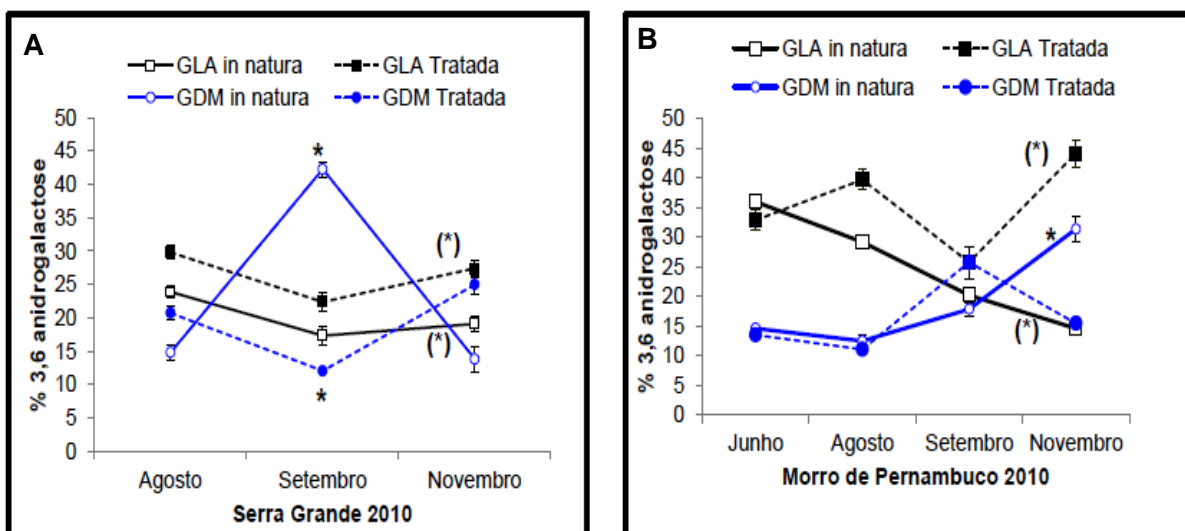 A
GLA in natura GLA Tratada
GDM in natura GDM Tratada
% 3,6 anidrogalactose
50
45
40
35
30
25
20
15
10
5
0
*
(*)
(*)
*
Agosto Setembro Novembro
Serra Grande 2010
B
GLA in natura GLA Tratada
GDM in natura GDM Tratada
% 3,6 anidrogalactose
50
45
40
35
30
25
20
15
10
5
0
(*)
*
(*)
Junho Agosto Setembro Novembro
Morro de Pernambuco 2010